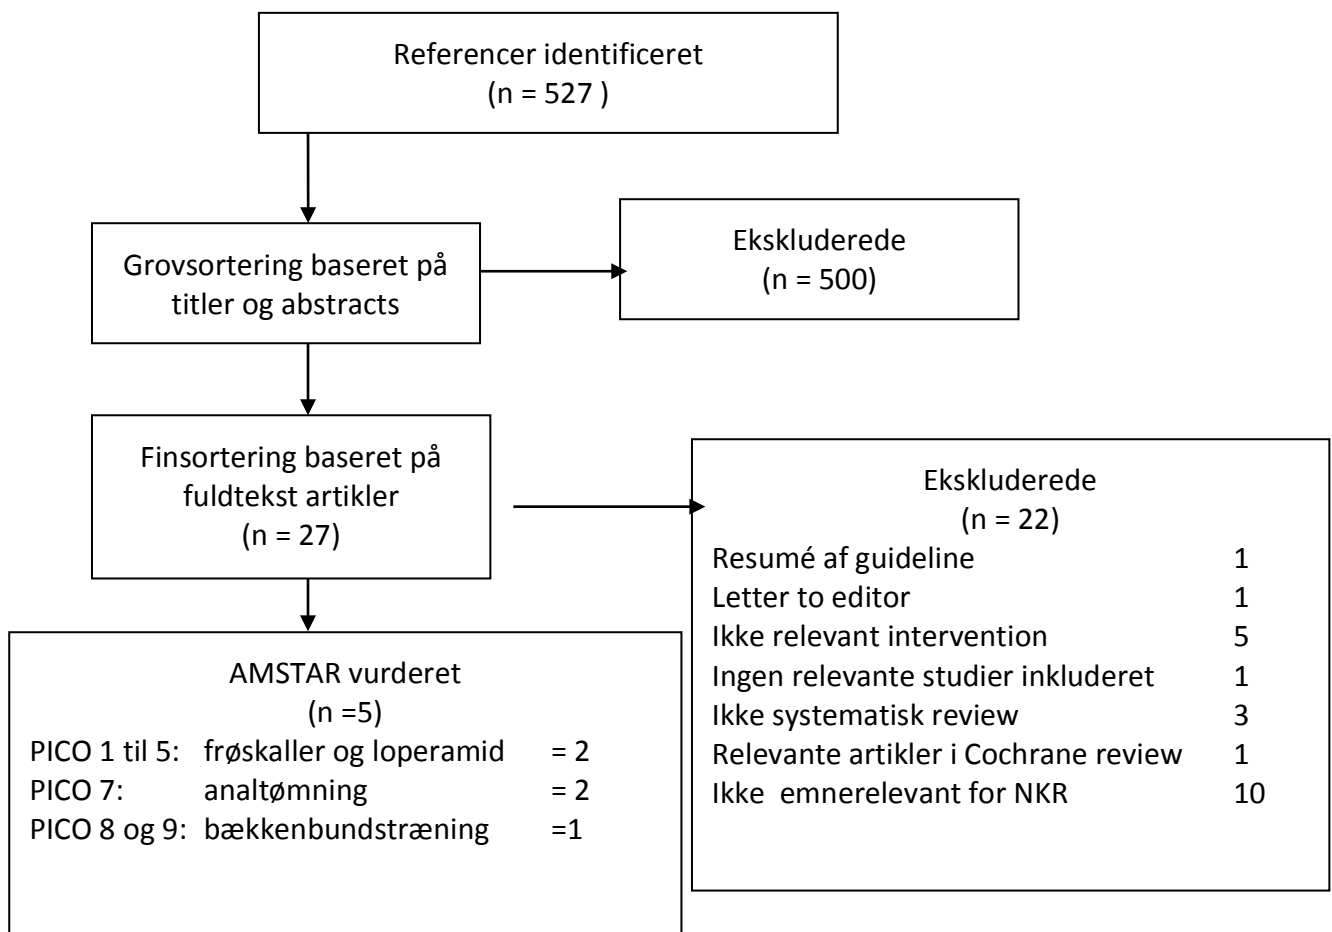 Referencer identificeret
(n = 527 )
Grovsortering baseret på
titler og abstracts
Ekskluderede
(n = 500)
Finsortering baseret på
fuldtekst artikler
(n = 27)
Ekskluderede
(n = 22)
Resumé af guideline 1
Letter to editor 1
Ikke relevant intervention 5
Ingen relevante studier inkluderet 1
Ikke systematisk review 3
Relevante artikler i Cochrane review 1
Ikke emnerelevant for NKR 10
AMSTAR vurderet
(n =5)
PICO 1 til 5: frøskaller og loperamid = 2
PICO 7: analtømning = 2
PICO 8 og 9: bækkenbundstræning =1